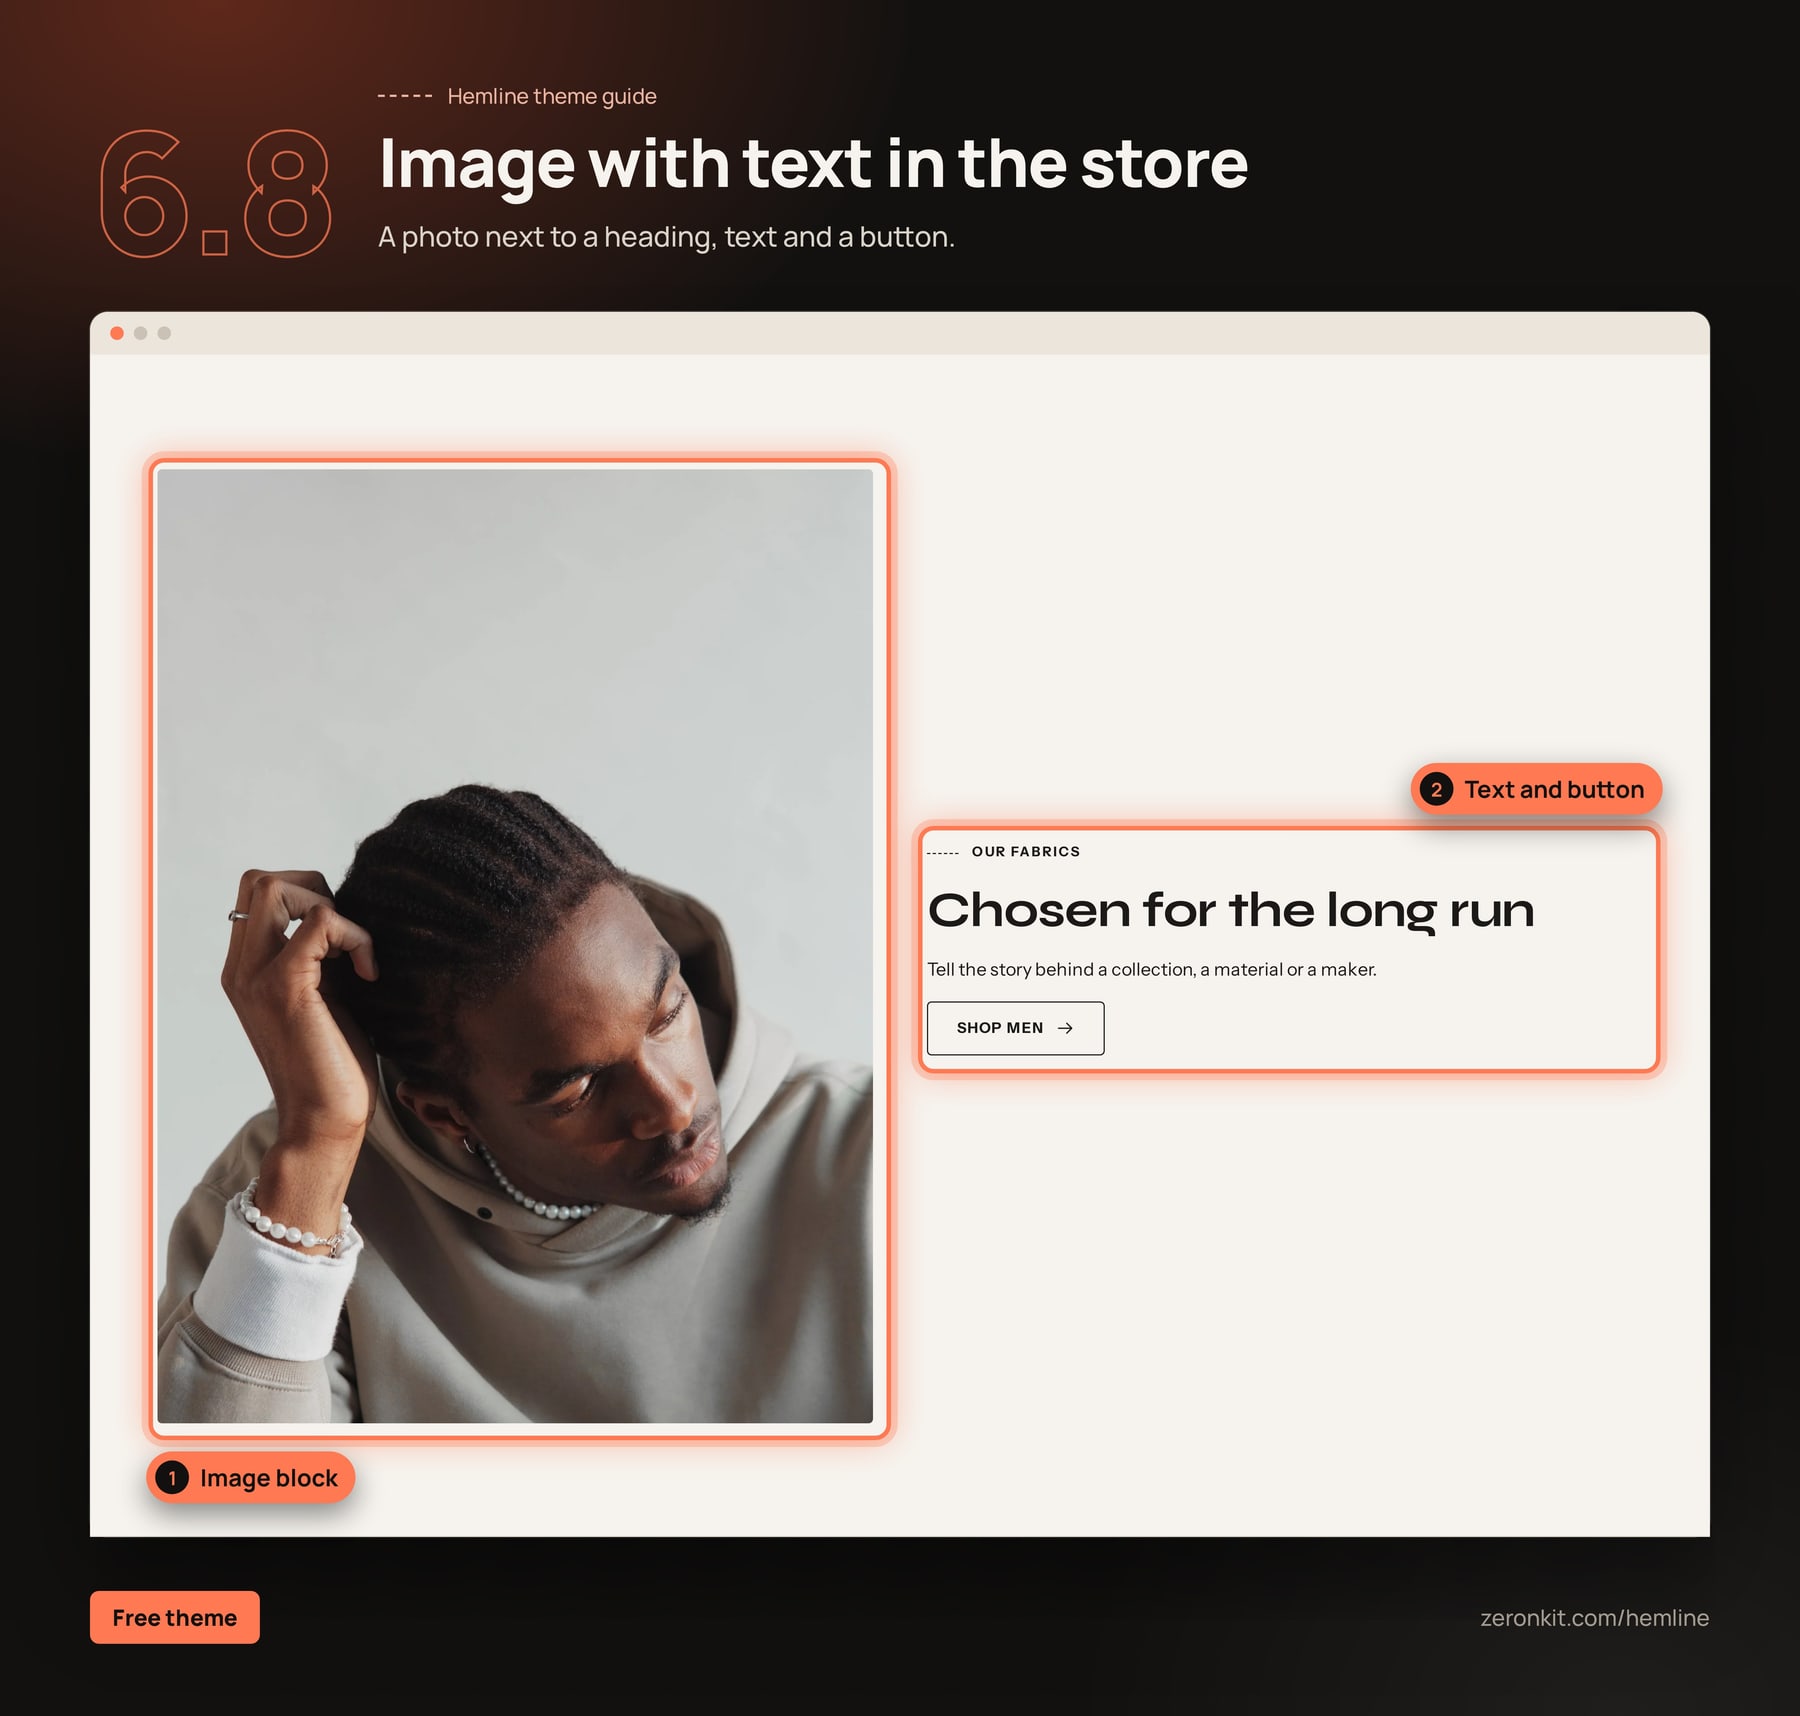 Hemline theme guide
6.8
Image with text in the store
A photo next to a heading, text and a button.
2 Text and button
OUR FABRICS
Chosen for the long run
Tell the story behind a collection, a material or a maker.
SHOP MEN →
1 Image block
Free theme
zeronkit.com/hemline